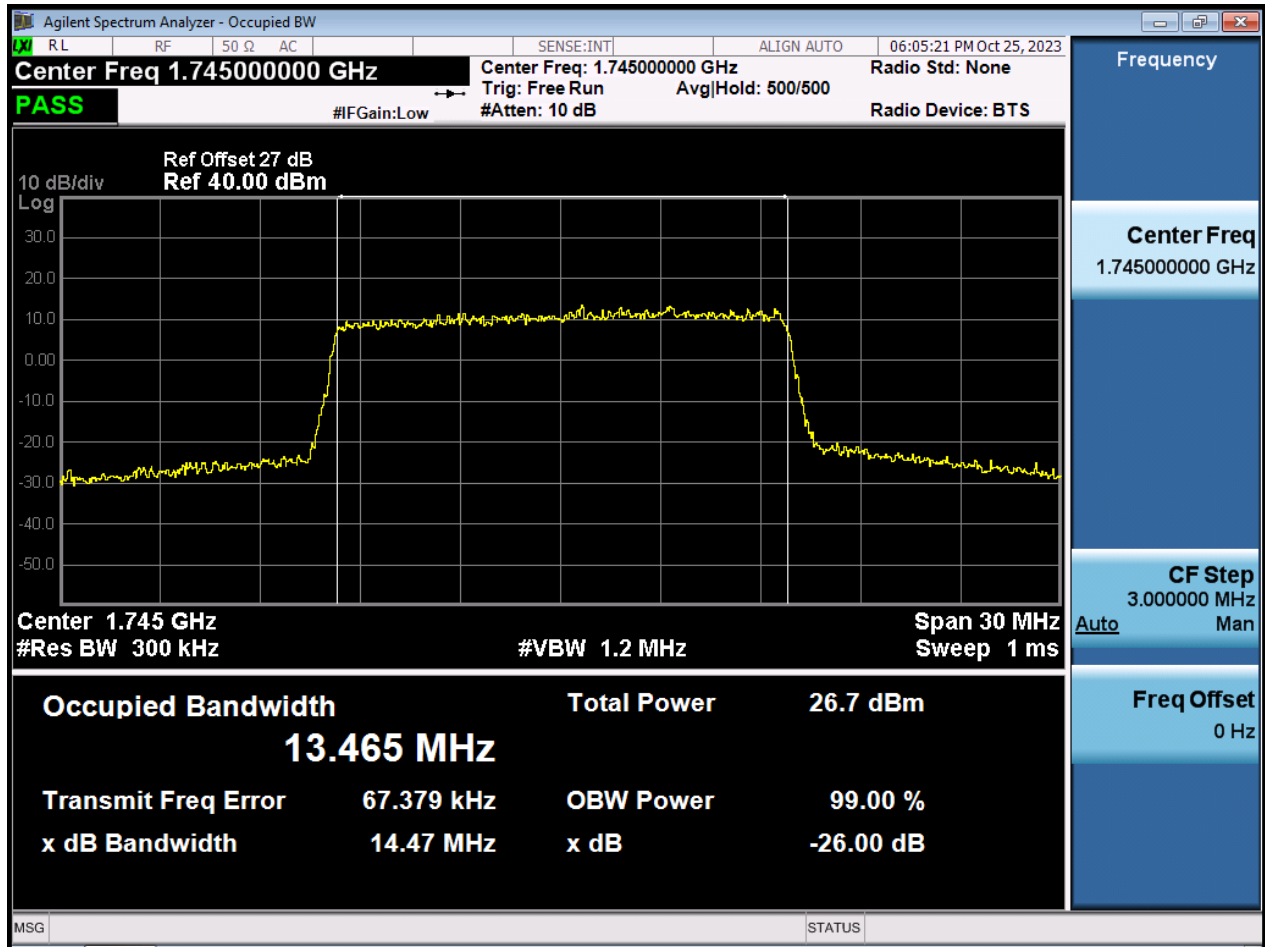 Agilent Spectrum Analyzer - Occupied BW
LXI RL RF 50 Ω AC SENSE:INT ALIGN AUTO 06:05:21 PM Oct 25, 2023
Center Freq 1.745000000 GHz
PASS
#IFGain:Low
Center Freq: 1.745000000 GHz
Trig: Free Run Avg|Hold: 500/500
#Atten: 10 dB
Radio Std: None
Radio Device: BTS
Ref Offset 27 dB
10 dB/div Ref 40.00 dBm
Log
30.0
20.0
10.0
0.00
-10.0
-20.0
-30.0
-40.0
-50.0
Center 1.745 GHz Span 30 MHz
#Res BW 300 kHz #VBW 1.2 MHz Sweep 1 ms
Occupied Bandwidth Total Power 26.7 dBm
13.465 MHz
Transmit Freq Error 67.379 kHz OBW Power 99.00 %
x dB Bandwidth 14.47 MHz x dB -26.00 dB
Frequency
Center Freq
1.745000000 GHz
CF Step
3.000000 MHz
Auto Man
Freq Offset
0 Hz
MSG STATUS